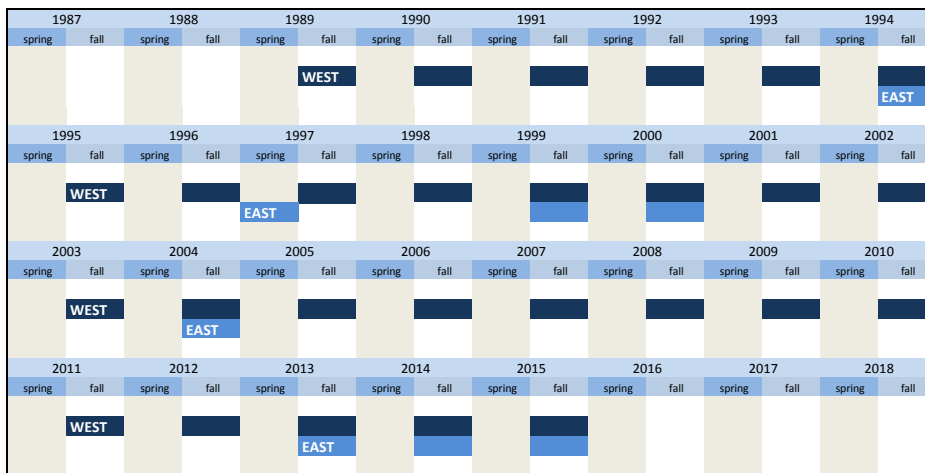 1987 1988 1989 1990 1991 1992 1993 1994
spring fall spring fall spring fall spring fall spring fall spring fall spring fall spring fall
WEST
EAST
1995 1996 1997 1998 1999 2000 2001 2002
spring fall spring fall spring fall spring fall spring fall spring fall spring fall spring fall
WEST
EAST
2003 2004 2005 2006 2007 2008 2009 2010
spring fall spring fall spring fall spring fall spring fall spring fall spring fall spring fall
WEST
EAST
2011 2012 2013 2014 2015 2016 2017 2018
spring fall spring fall spring fall spring fall spring fall spring fall spring fall spring fall
WEST
EAST